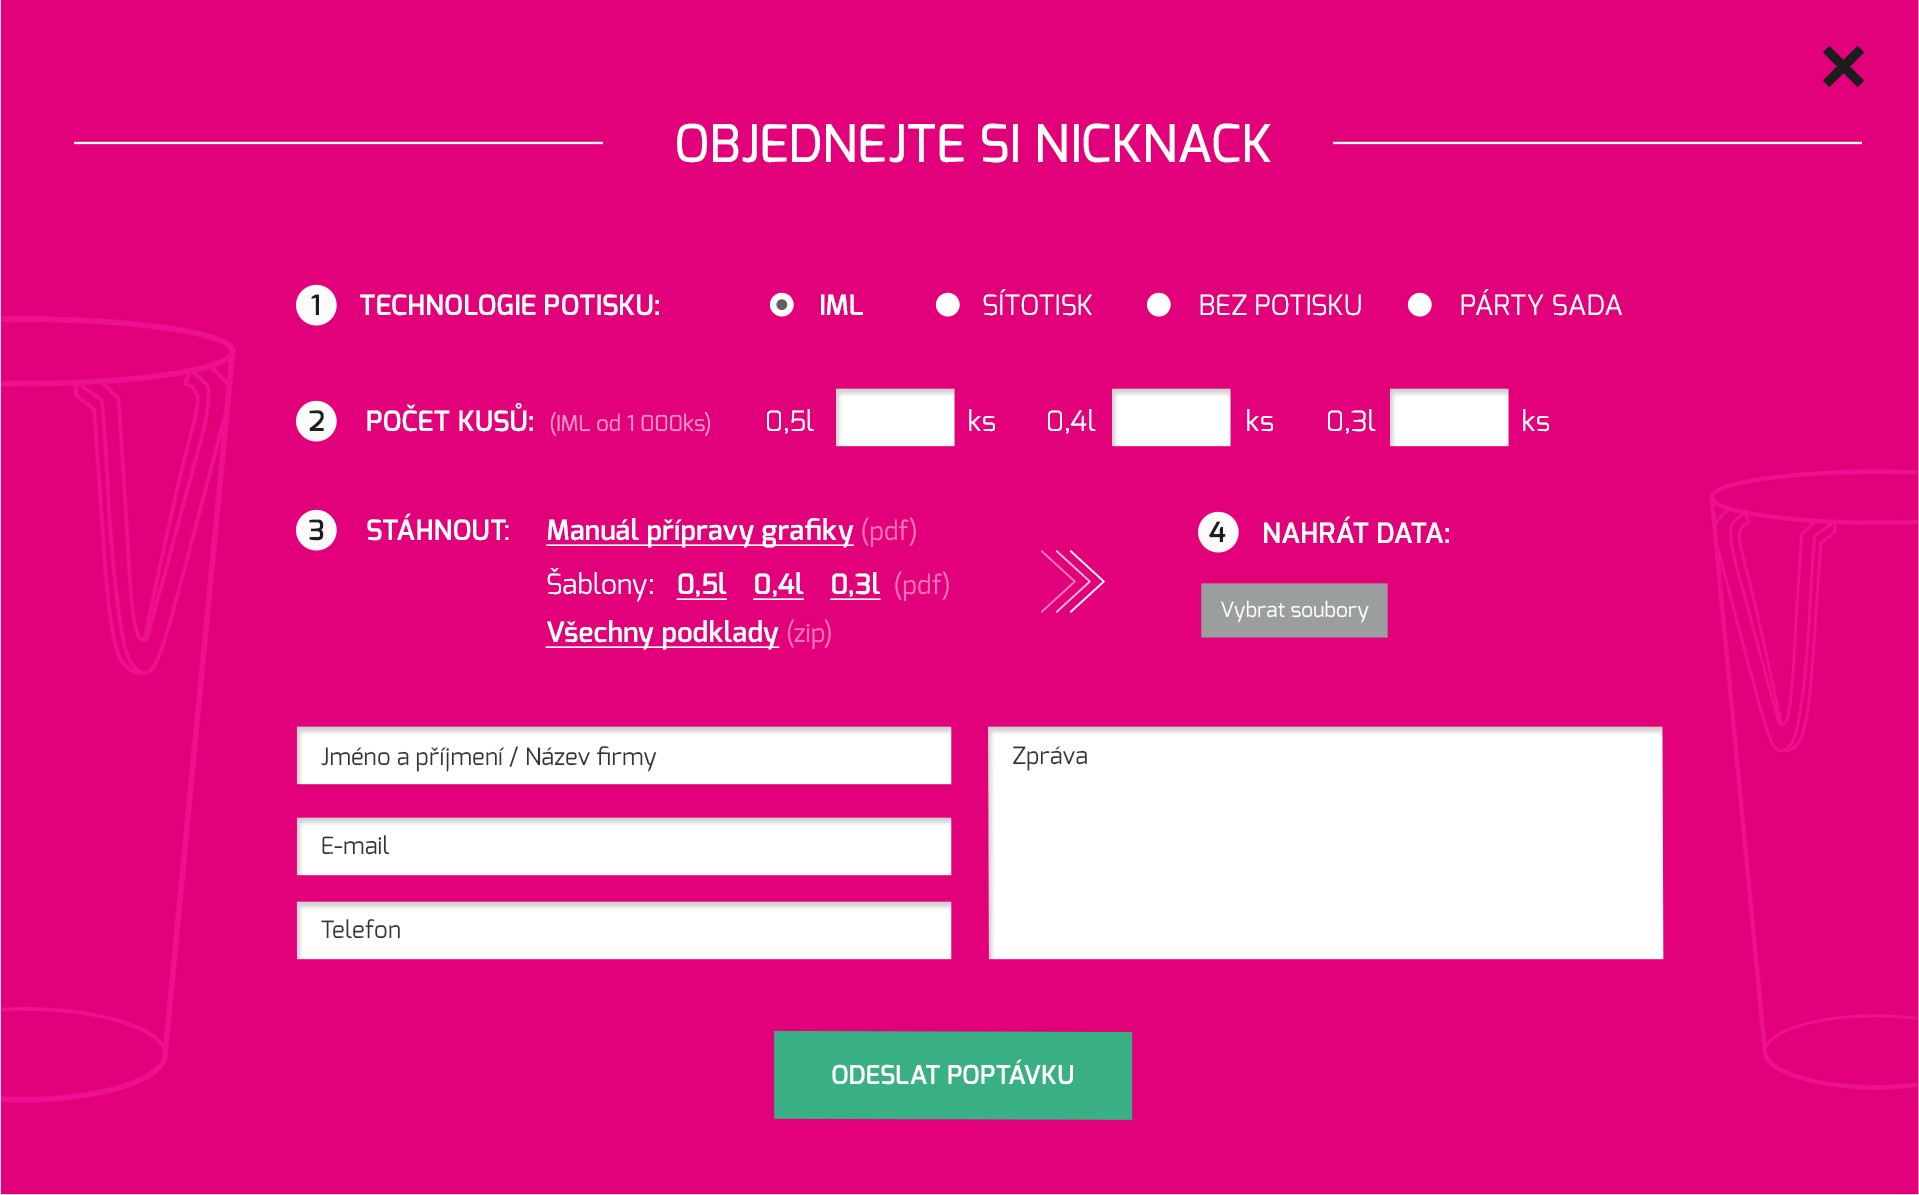 OBJEDNEJTE SI NICKNACK
1 TECHNOLOGIE POTISKU: IML SÍTOTISK BEZ POTISKU PÁRTY SADA
2 POČET KUSŮ: (IML od 1 000ks) 0,5l ks 0,4l ks 0,3l ks
3 STÁHNOUT: Manuál přípravy grafiky (pdf)
Šablony: 0,5l 0,4l 0,3l (pdf)
Všechny podklady (zip)
4 NAHRÁT DATA:
Vybrat soubory
Jméno a příjmení / Název firmy
E-mail
Telefon
Zpráva
ODESLAT POPTÁVKU